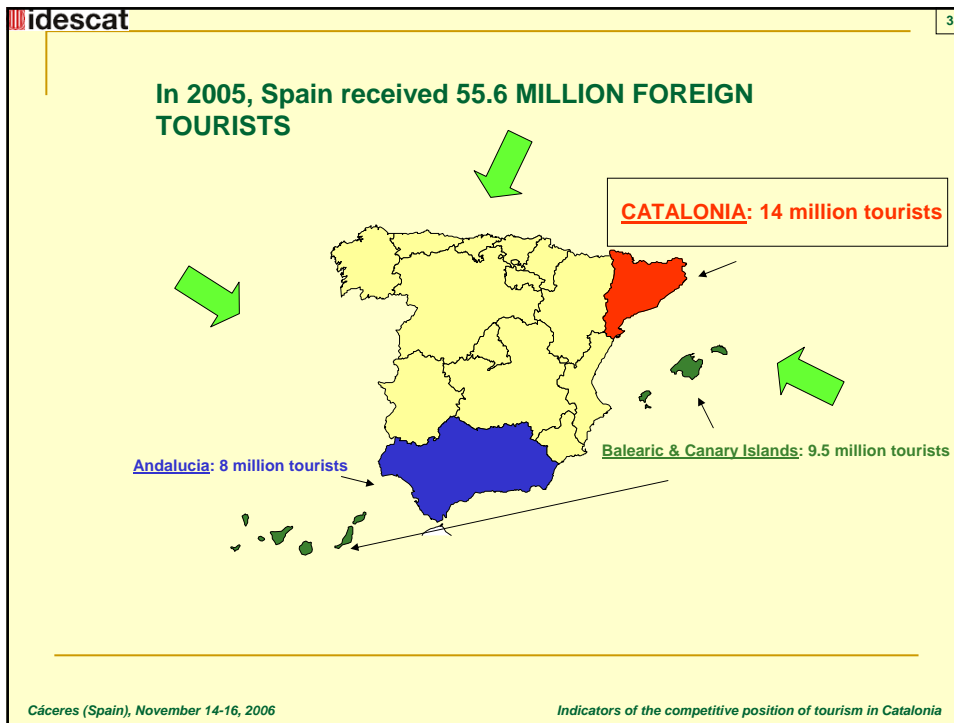 idescat
3
In 2005, Spain received 55.6 MILLION FOREIGN
TOURISTS
CATALONIA: 14 million tourists
Balearic & Canary Islands: 9.5 million tourists
Andalucia: 8 million tourists
Cáceres (Spain), November 14-16, 2006
Indicators of the competitive position of tourism in Catalonia